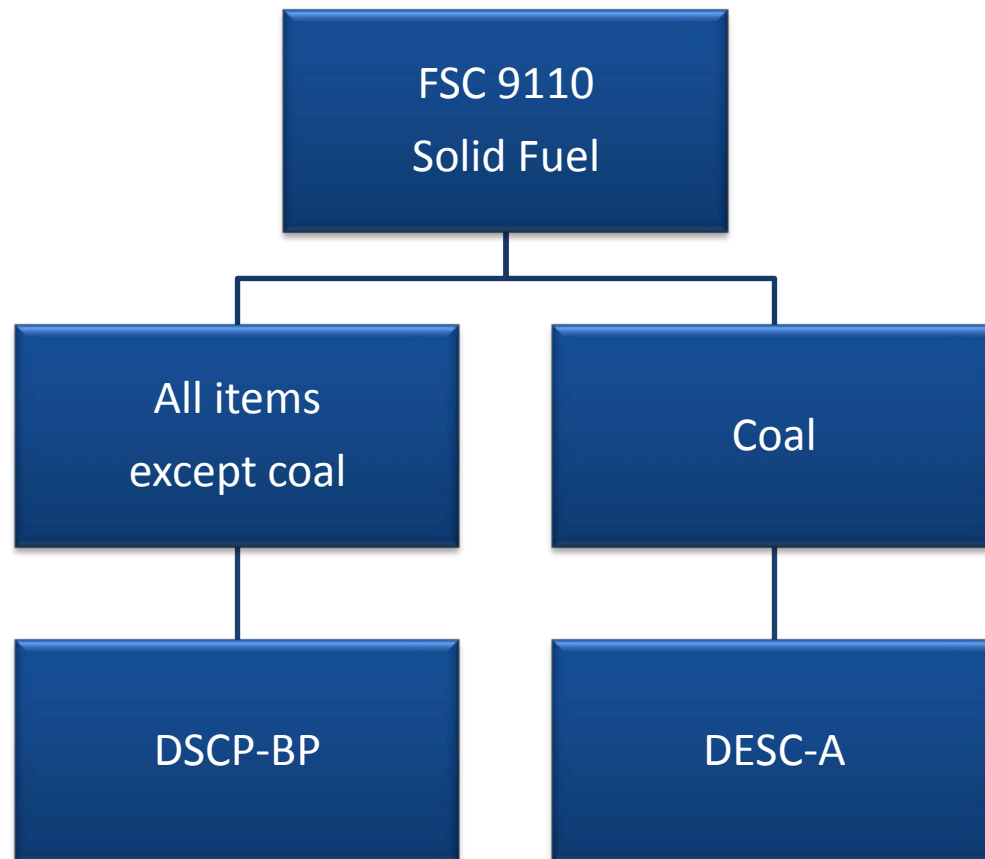 FSC 9110
Solid Fuel
All items
except coal
Coal
DSCP-BP
DESC-A